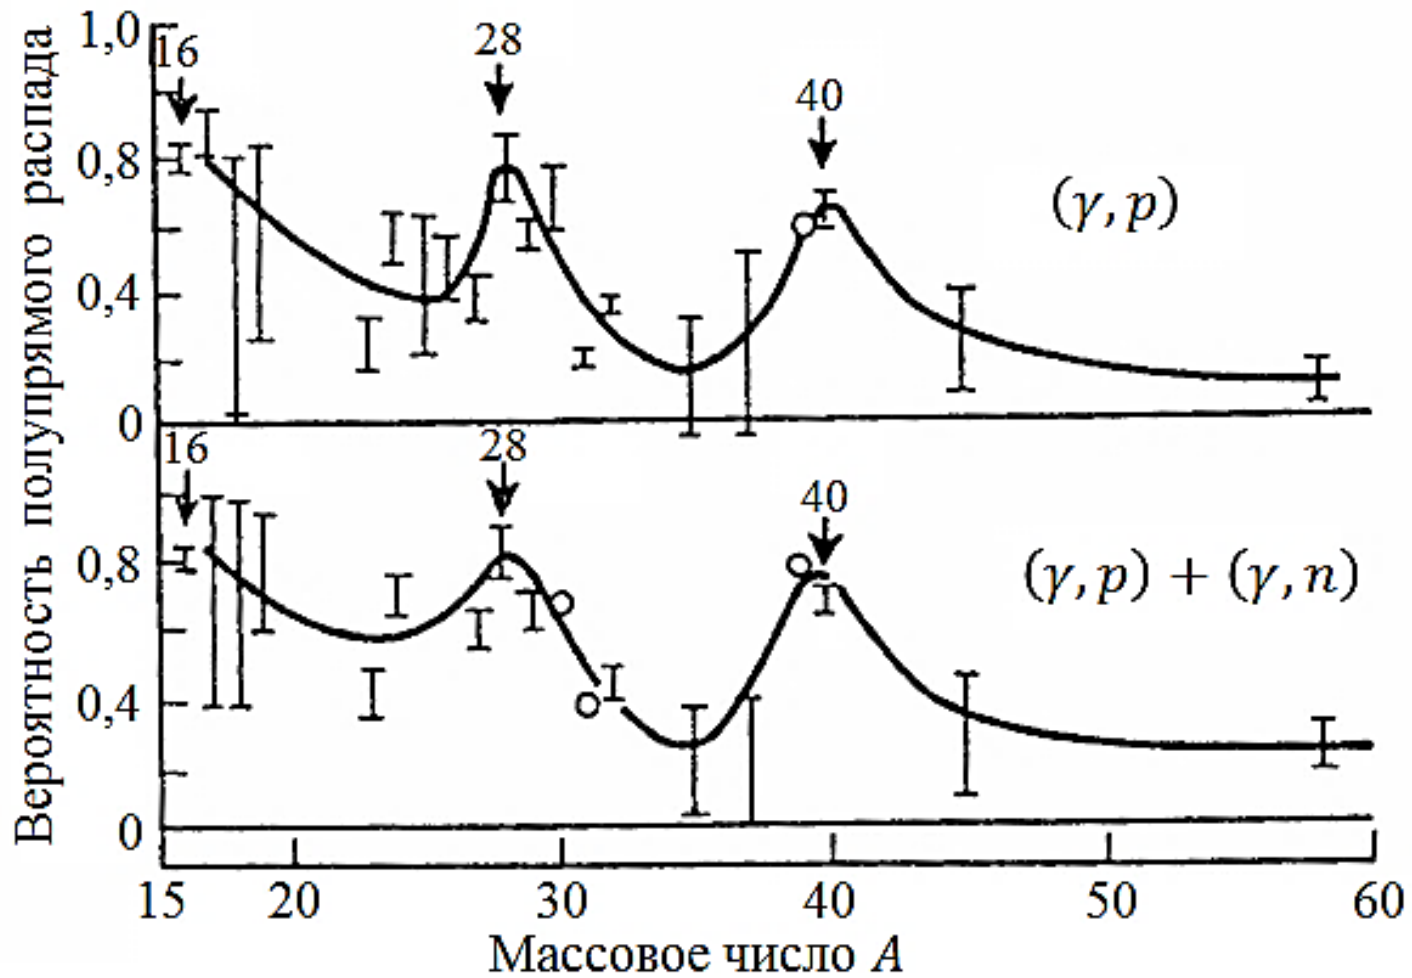 Вероятность полупрямого распада
1,0
0,8
0,4
0
16
28
40
(γ, p)
0,8
0,4
0
16
28
40
(γ, p) + (γ, n)
15 20 30 40 50 60
Массовое число A